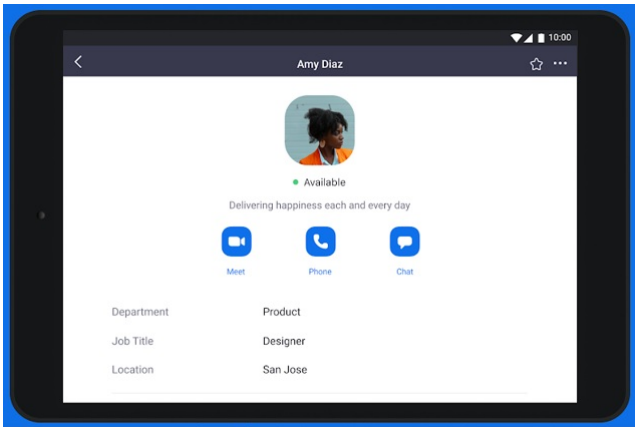 10:00
Amy Diaz
Available
Delivering happiness each and every day
Meet Phone Chat
Department Product
Job Title Designer
Location San Jose